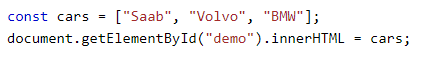 const cars = ["Saab", "Volvo", "BMW"];
document.getElementById("demo").innerHTML = cars;